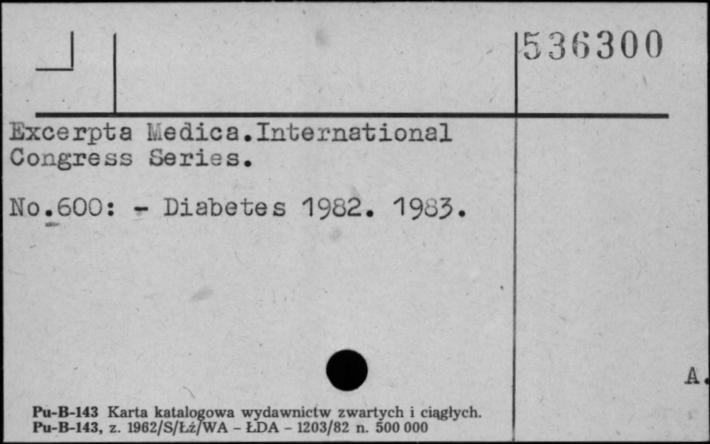 536300
Excerpta Medica.International
Congress Series.
No.600: - Diabetes 1982. 1983.
A.
Pu-B-143 Karta katalogowa wydawnictw zwartych i ciągłych.
Pu-B-143, z. 1962/S/Łź/WA - ŁDA - 1203/82 n. 500 000